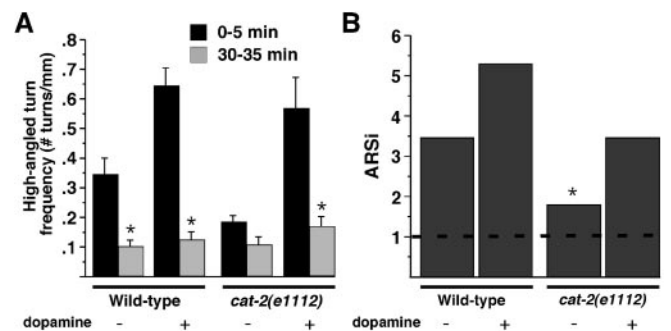 A
High-angled turn
frequency (# turns/mm)
.8
.7
.6
.5
.4
.3
.2
.1
0-5 min
30-35 min
*
*
*
Wild-type
cat-2(e1112)
dopamine - + - +
B
ARSi
6
5
4
3
2
1
*
Wild-type
cat-2(e1112)
dopamine - + - +